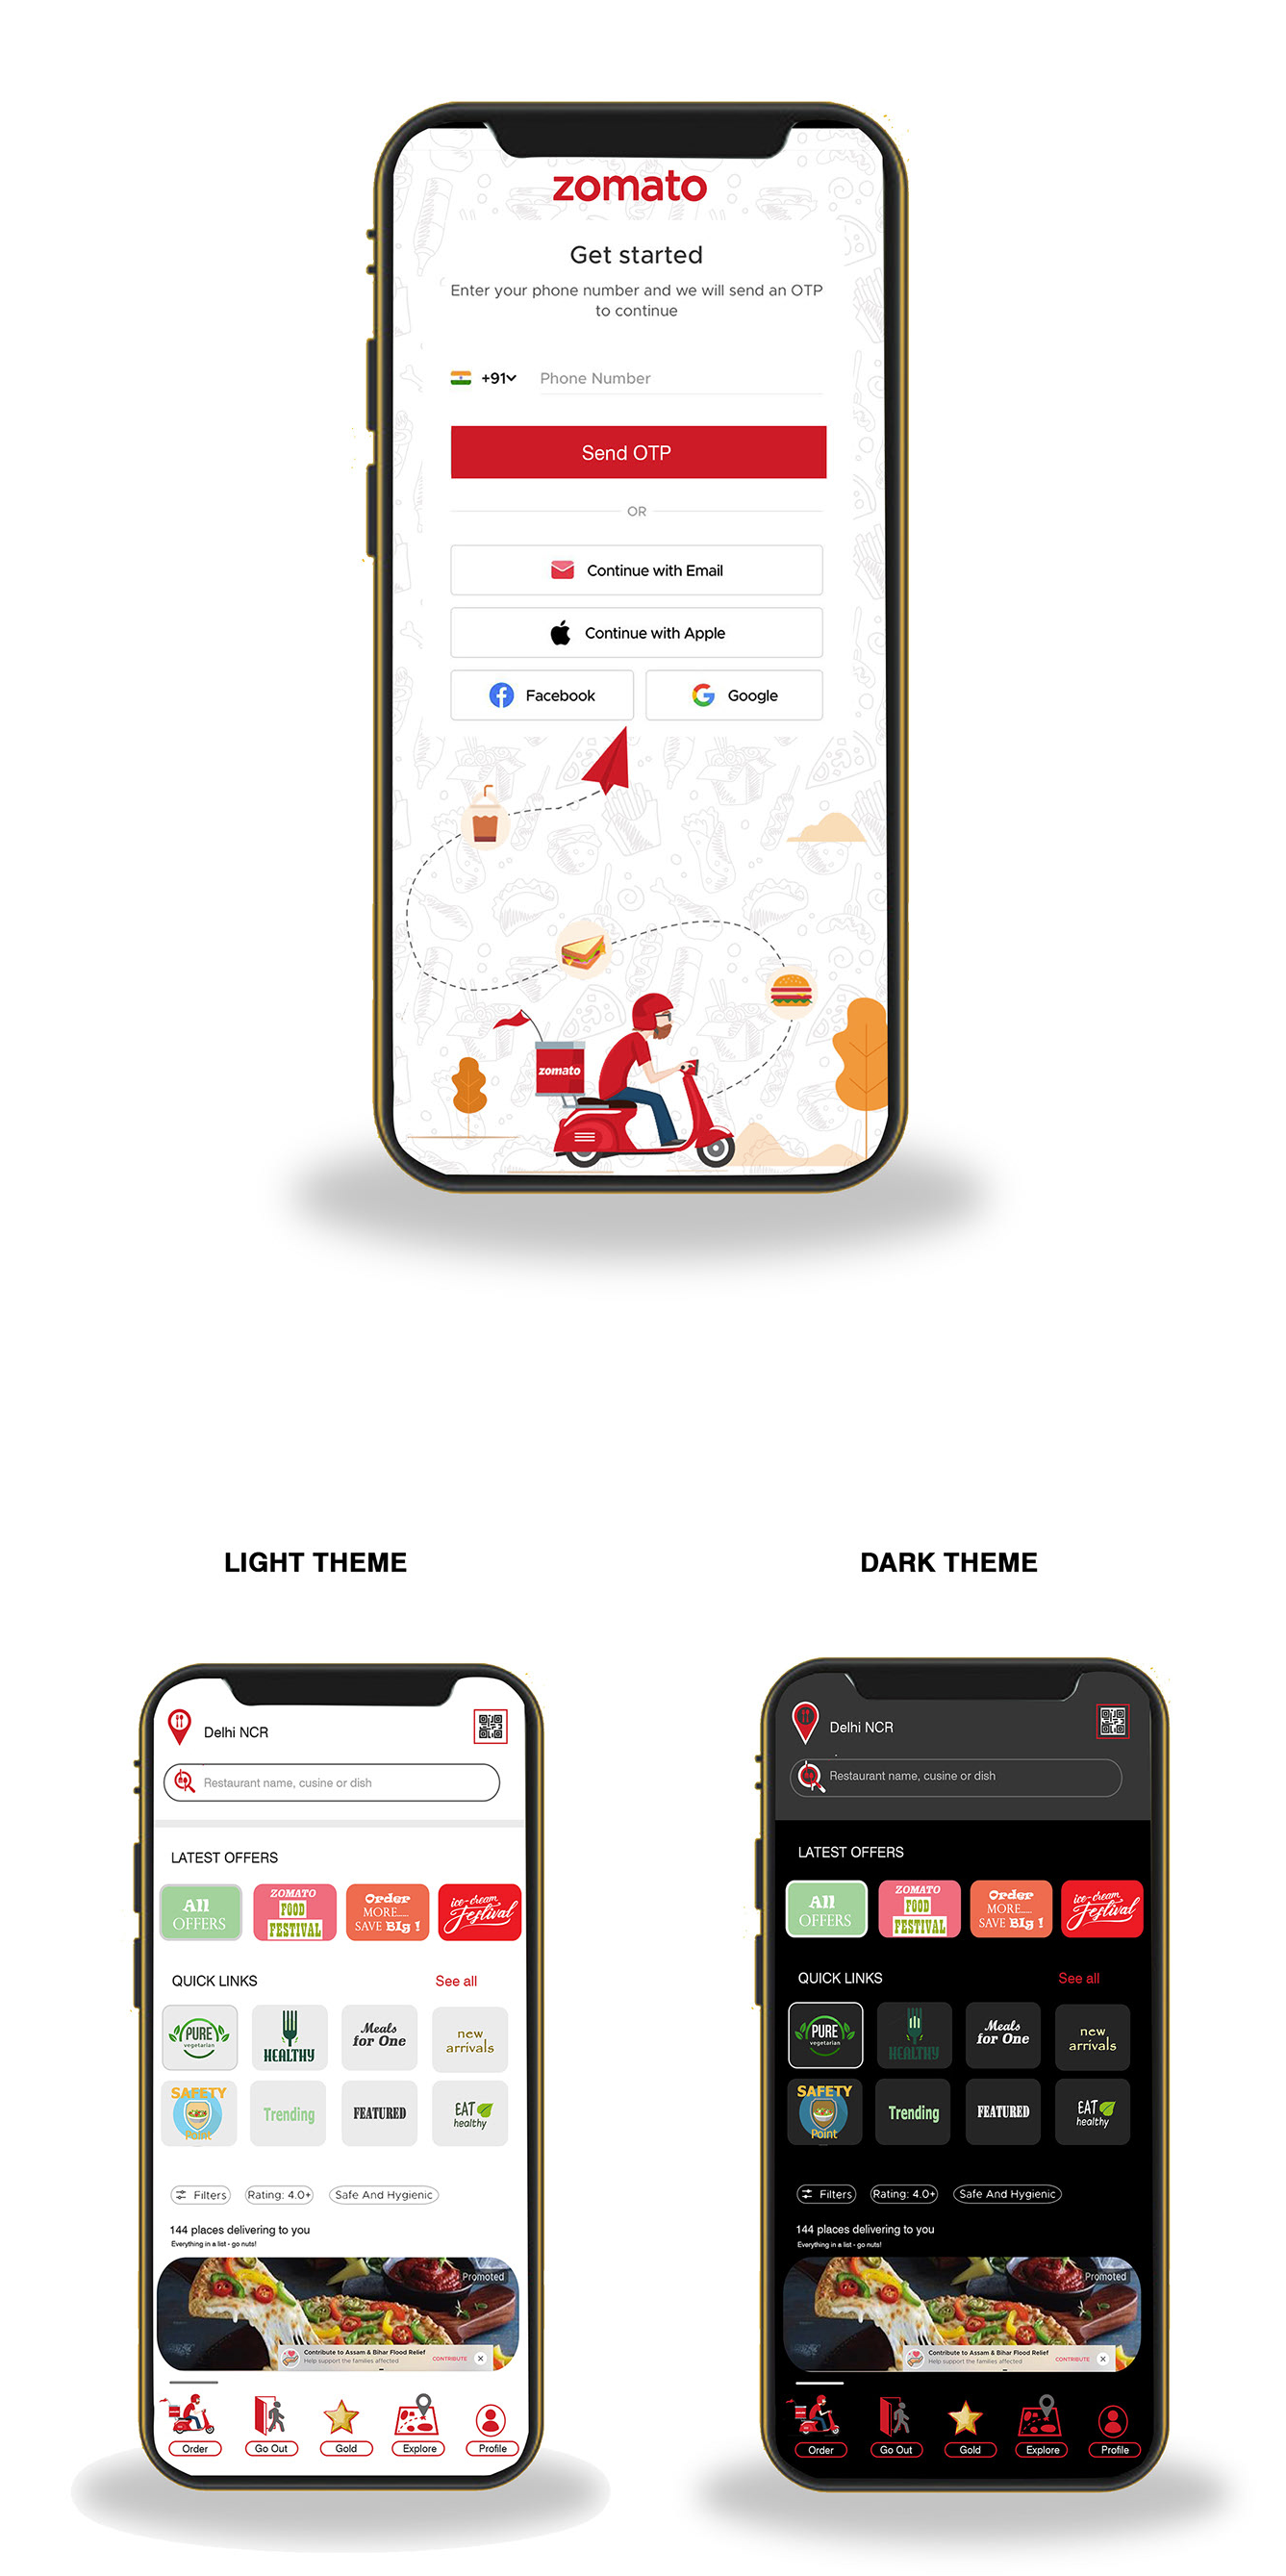 zomato
Get started
Enter your phone number and we will send an OTP
to continue
+91
Phone Number
Send OTP
OR
Continue with Email
Continue with Apple
Facebook
Google
zomato
LIGHT THEME
Delhi NCR
Restaurant name, cusine or dish
LATEST OFFERS
All
OFFERS
ZOMATO
FOOD
FESTIVAL
Order
MORE.....
SAVE BIg !
ice-cream
Festival
QUICK LINKS
See all
PURE
vegetarian
HEALTHY
Meals
for One
new
arrivals
SAFETY
Point
Trending
FEATURED
EAT
healthy
Filters
Rating: 4.0+
Safe And Hygienic
144 places delivering to you
Everything in a list - go nuts!
Promoted
Contribute to Assam & Bihar Flood Relief
Help support the families affected
CONTRIBUTE
Order
Go Out
Gold
Explore
Profile
DARK THEME
Delhi NCR
Restaurant name, cusine or dish
LATEST OFFERS
All
OFFERS
ZOMATO
FOOD
FESTIVAL
Order
MORE.....
SAVE BIg !
ice-cream
Festival
QUICK LINKS
See all
PURE
vegetarian
HEALTHY
Meals
for One
new
arrivals
SAFETY
Point
Trending
FEATURED
EAT
healthy
Filters
Rating: 4.0+
Safe And Hygienic
144 places delivering to you
Everything in a list - go nuts!
Promoted
Contribute to Assam & Bihar Flood Relief
Help support the families affected
CONTRIBUTE
Order
Go Out
Gold
Explore
Profile